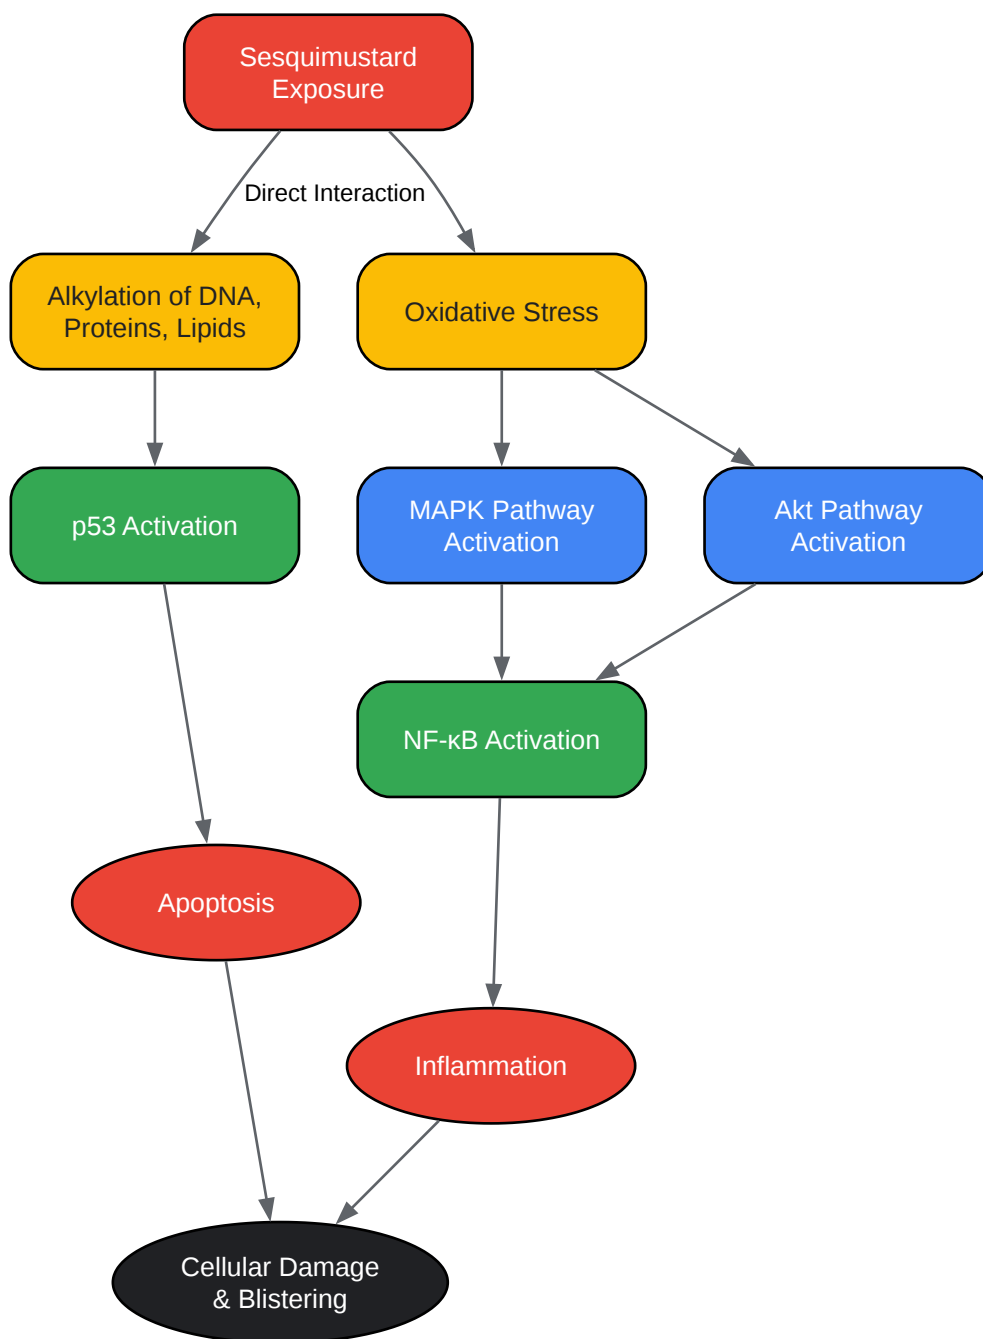 Sesquimustard
Exposure
Direct Interaction
Alkylation of DNA,
Proteins, Lipids
Oxidative Stress
p53 Activation
MAPK Pathway
Activation
Akt Pathway
Activation
NF-κB Activation
Apoptosis
Inflammation
Cellular Damage
& Blistering